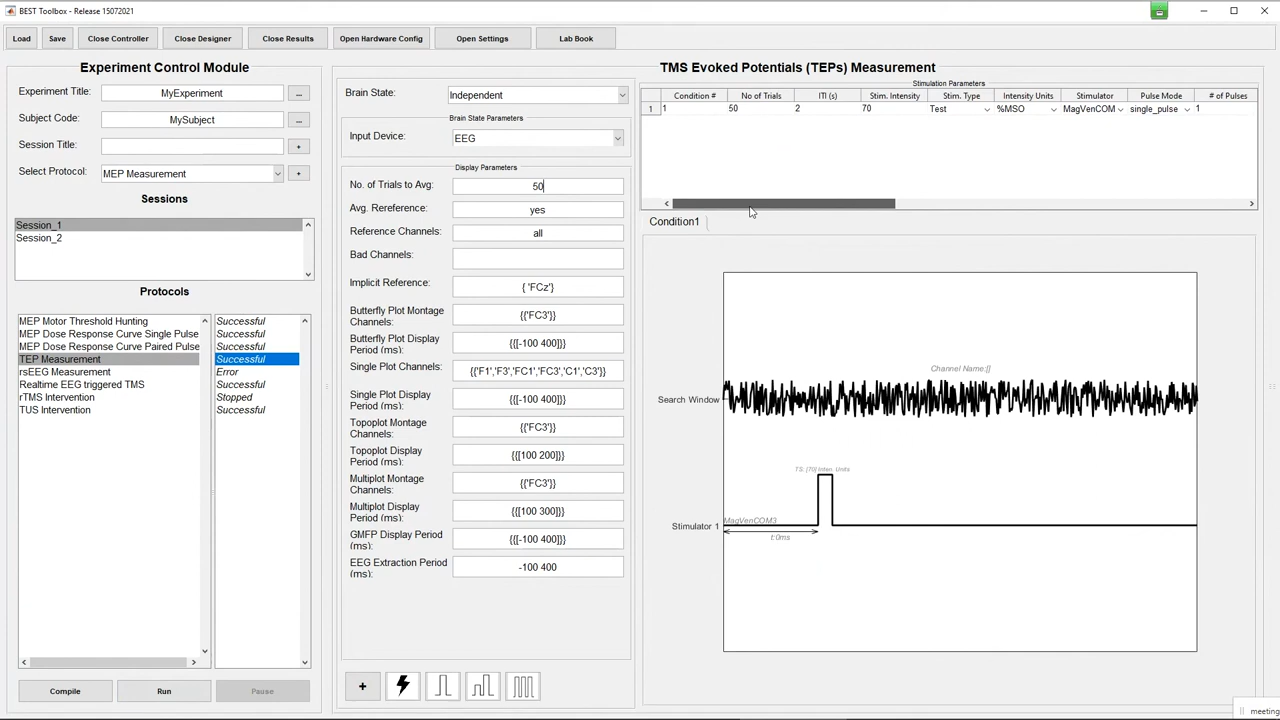 BEST Toolbox - Release 15072021
Load Save Close Controller Close Designer Close Results Open Hardware Config Open Settings Lab Book
Experiment Control Module
Experiment Title: MyExperiment ...
Subject Code: MySubject ...
Session Title: +
Select Protocol: MEP Measurement +
Sessions
Session_1
Session_2
Protocols
MEP Motor Threshold Hunting Successful
MEP Dose Response Curve Single Pulse Successful
MEP Dose Response Curve Paired Pulse Successful
TEP Measurement Successful
rsEEG Measurement Error
Realtime EEG triggered TMS Successful
rTMS Intervention Stopped
TUS Intervention Successful
Compile Run Pause
Brain State: Independent
Brain State Parameters
Input Device: EEG
Display Parameters
No. of Trials to Avg: 50
Avg. Rereference: yes
Reference Channels: all
Bad Channels:
Implicit Reference: { 'FCz'}
Butterfly Plot Montage
Channels: {{'FC3'}}
Butterfly Plot Display
Period (ms): {{[-100 400]}}
Single Plot Channels: {{'F1','F3','FC1','FC3','C1','C3'}}
Single Plot Display
Period (ms): {{[-100 400]}}
Topoplot Montage
Channels: {{'FC3'}}
Topoplot Display
Period (ms): {{[100 200]}}
Multiplot Montage
Channels: {{'FC3'}}
Multiplot Display
Period (ms): {{[100 300]}}
GMFP Display Period
(ms): {{[-100 400]}}
EEG Extraction Period
(ms): -100 400
+
TMS Evoked Potentials (TEPs) Measurement
Stimulation Parameters
Condition # No of Trials ITI (s) Stim. Intensity Stim. Type Intensity Units Stimulator Pulse Mode # of Pulses
1 1 50 2 70 Test %MSO MagVenCOM single_pulse 1
Condition1
Channel Name:[]
Search Window
TS: [70] Inten. Units
MagVenCOM3
Stimulator 1
t:0ms
meeting